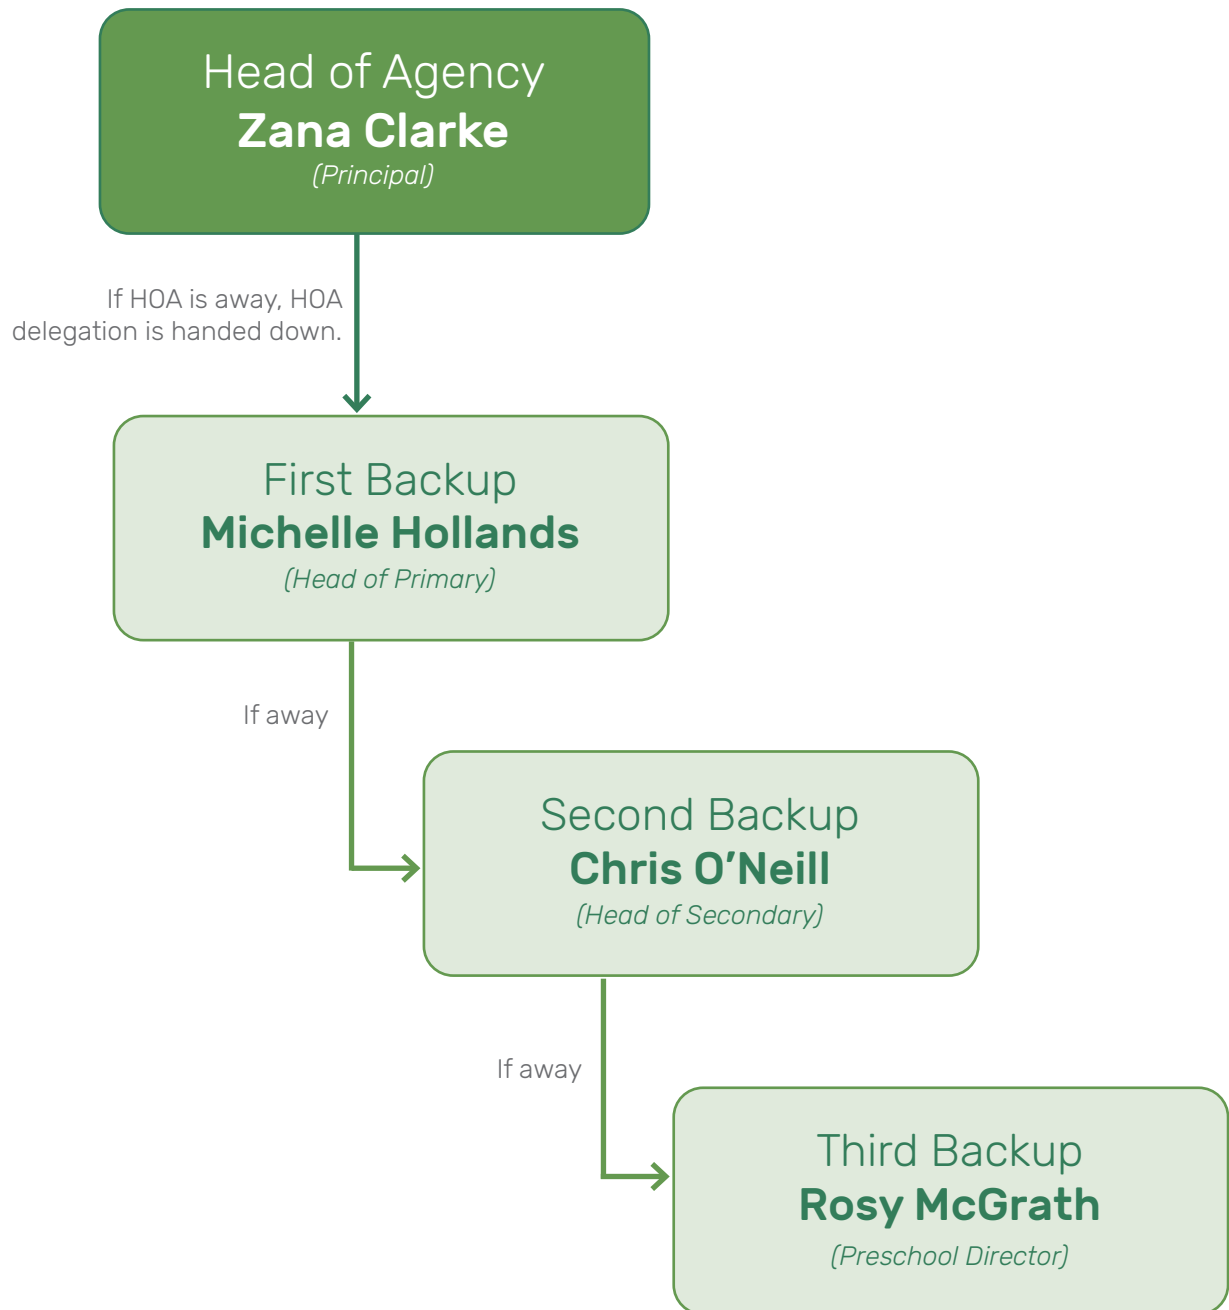 Head of Agency
Zana Clarke
(Principal)
If HOA is away, HOA
delegation is handed down.
First Backup
Michelle Hollands
(Head of Primary)
If away
Second Backup
Chris O’Neill
(Head of Secondary)
If away
Third Backup
Rosy McGrath
(Preschool Director)